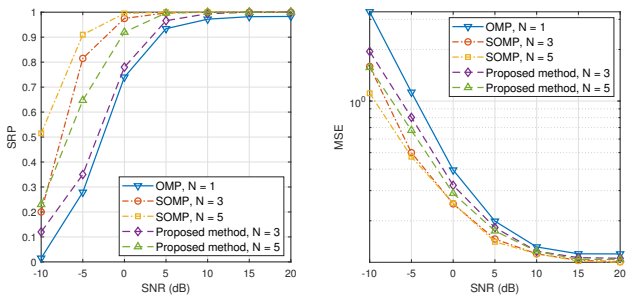 1
0.9
0.8
0.7
0.6
0.5
0.4
0.3
0.2
0.1
0
SRP
-10 -5 0 5 10 15 20
SNR (dB)
OMP, N = 1
SOMP, N = 3
SOMP, N = 5
Proposed method, N = 3
Proposed method, N = 5
10^0
MSE
-10 -5 0 5 10 15 20
SNR (dB)
OMP, N = 1
SOMP, N = 3
SOMP, N = 5
Proposed method, N = 3
Proposed method, N = 5